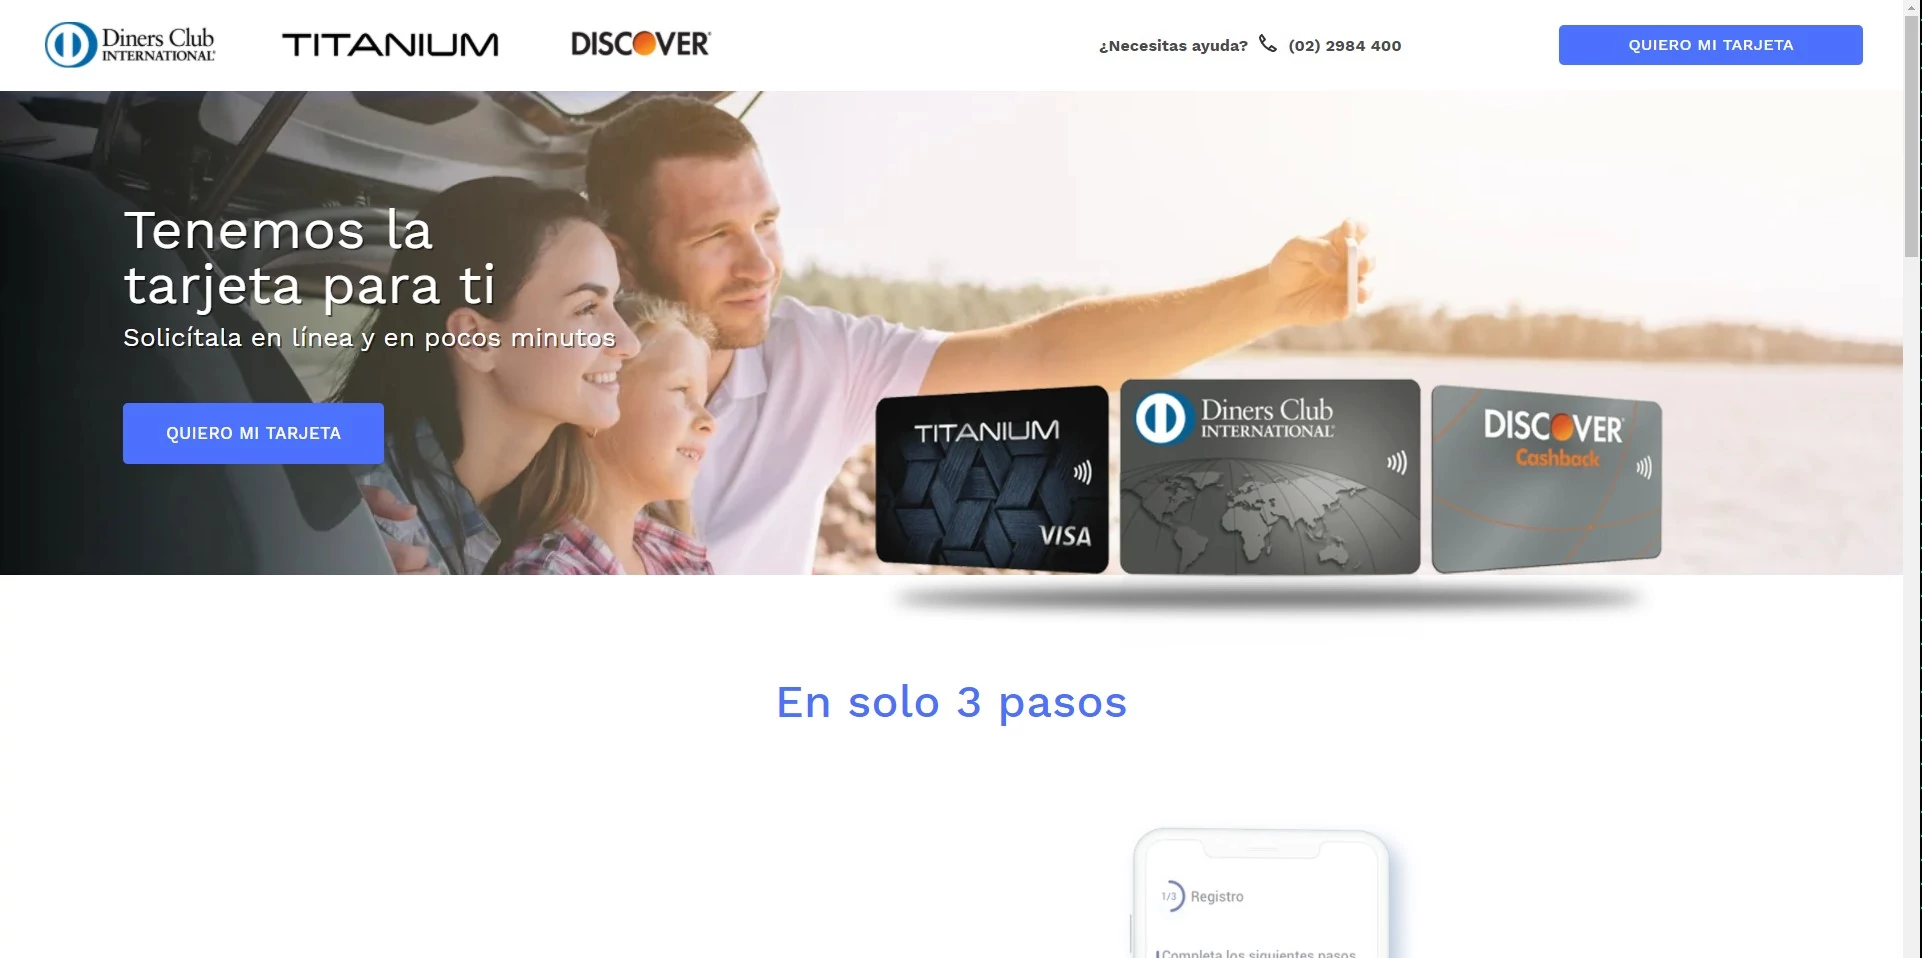 Diners Club
INTERNATIONAL
TITANIUM
DISCOVER
¿Necesitas ayuda? (02) 2984 400
QUIERO MI TARJETA
Tenemos la
tarjeta para ti
Solicítala en línea y en pocos minutos
QUIERO MI TARJETA
TITANIUM
VISA
Diners Club
INTERNATIONAL
DISCOVER
Cashback
En solo 3 pasos
1/3 Registro
Completa los siguientes pasos